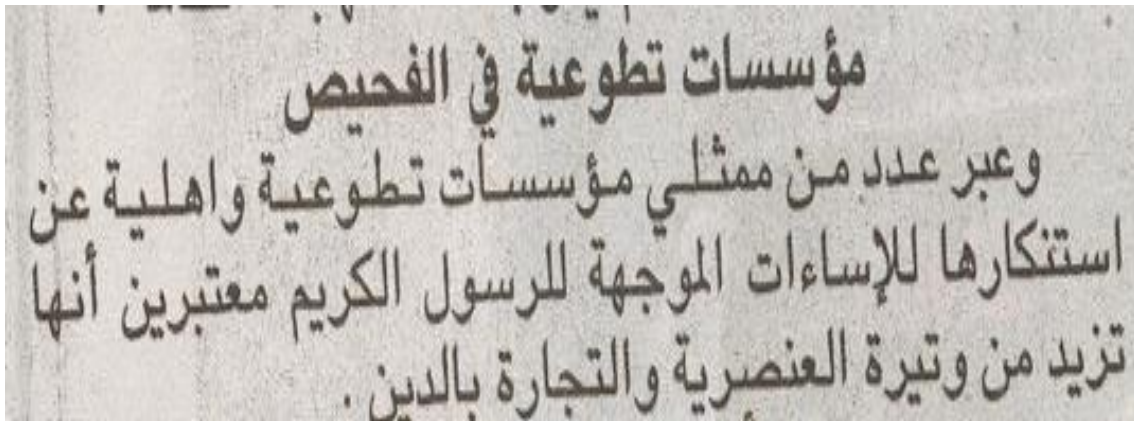 مؤسسات تطوعية في الفحيص
وعبر عدد من ممثلي مؤسسات تطوعية واهلية عن
استنكارها للإساءات الموجهة للرسول الكريم معتبرين أنها
تزيد من وتيرة العنصرية والتجارة بالدين .